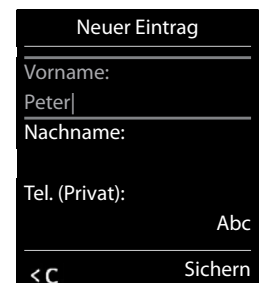 Neuer Eintrag
Vorname:
Peter
Nachname:
Tel. (Privat):
Abc
<C Sichern